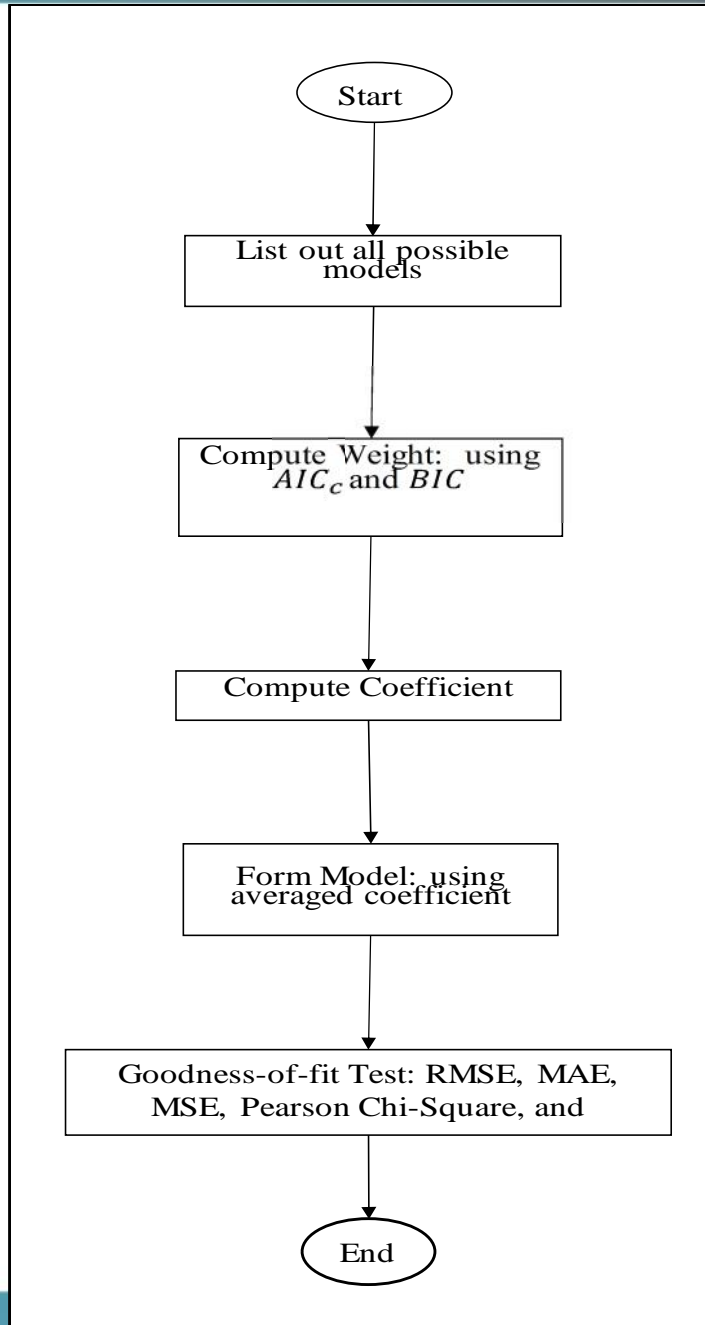 Start
List out all possible
models
Compute Weight: using
𝐴𝐼𝐶𝑐 and 𝐵𝐼𝐶
Compute Coefficient
Form Model: using
averaged coefficient
Goodness-of-fit Test: RMSE, MAE,
MSE, Pearson Chi-Square, and
End